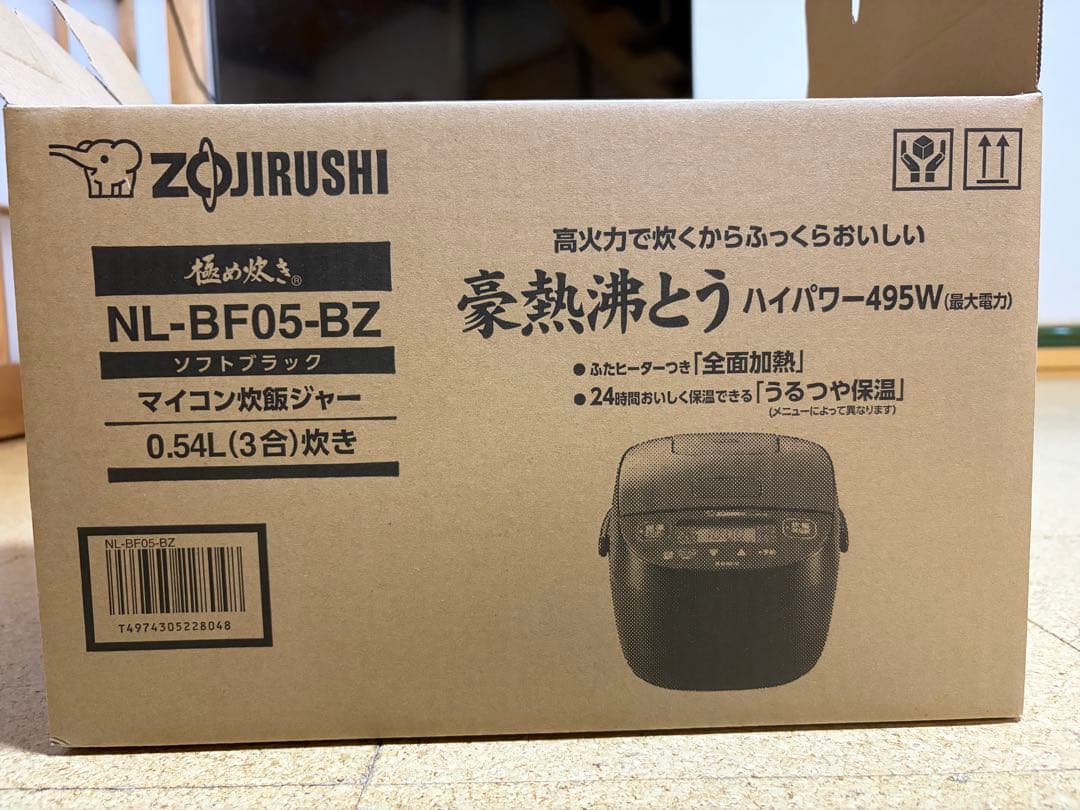 ZOJIRUSHI
極め炊き®
NL-BF05-BZ
ソフトブラック
マイコン炊飯ジャー
0.54L(3合)炊き
NL-BF05-BZ
T4974305228048
高火力で炊くからふっくらおいしい
豪熱沸とう ハイパワー495W(最大電力)
●ふたヒーターつき「全面加熱」
●24時間おいしく保温できる「うるつや保温」
(メニューによって異なります)
ZOJIRUSHI